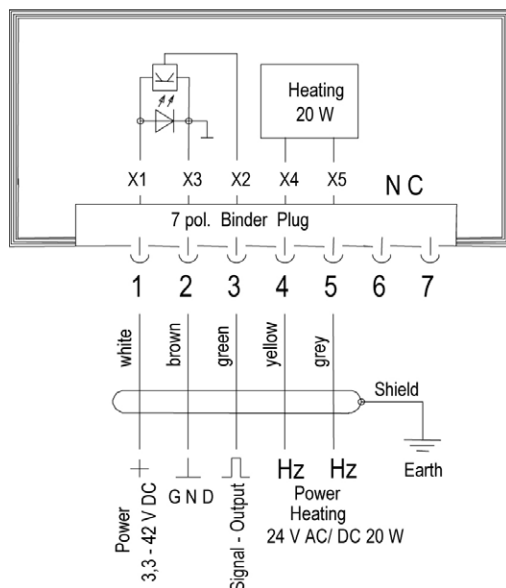 Heating
20 W
X1 X3 X2 X4 X5 N C
7 pol. Binder Plug
1 2 3 4 5 6 7
white
brown
green
yellow
grey
Shield
Earth
Power
3,3 - 42 V DC
G N D
Signal - Output
Hz Hz
Power
Heating
24 V AC/ DC 20 W